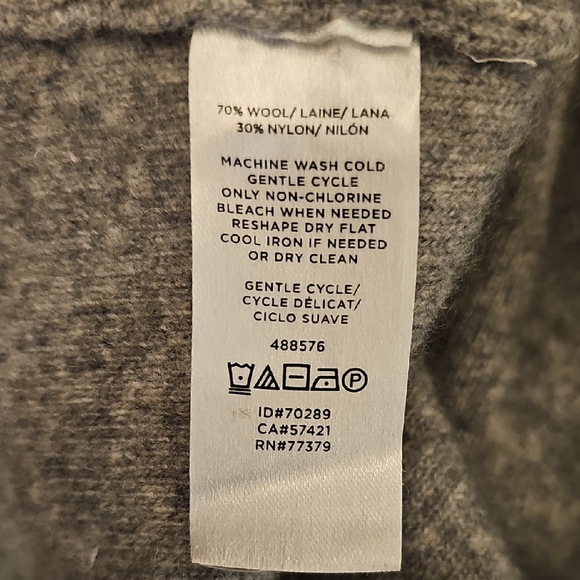 70% WOOL/ LAINE/ LANA
30% NYLON/ NILÓN
MACHINE WASH COLD
GENTLE CYCLE
ONLY NON-CHLORINE
BLEACH WHEN NEEDED
RESHAPE DRY FLAT
COOL IRON IF NEEDED
OR DRY CLEAN
GENTLE CYCLE/
CYCLE DÉLICAT/
CICLO SUAVE
488576
P
ID#70289
CA#57421
RN#77379